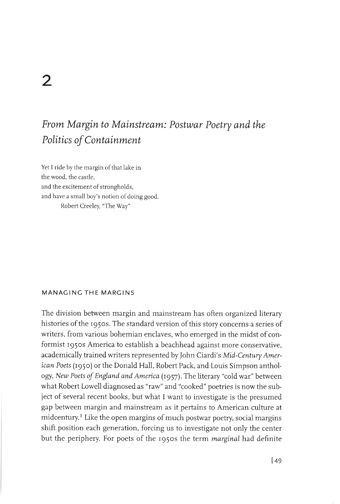 2
From Margin to Mainstream: Postwar Poetry and the
Politics of Containment
Yet I ride by the margin of that lake in
the wood, the castle,
and the excitement of strongholds,
and have a small boy's notion of doing good.
Robert Creeley, "The Way"
MANAGING THE MARGINS
The division between margin and mainstream has often organized literary
histories of the 1950s. The standard version of this story concerns a series of
writers, from various bohemian enclaves, who emerged in the midst of con-
formist 1950s America to establish a beachhead against more conservative,
academically trained writers represented by John Ciardi's Mid-Century Amer-
ican Poets (1950) or the Donald Hall, Robert Pack, and Louis Simpson anthol-
ogy, New Poets of England and America (1957). The literary "cold war" between
what Robert Lowell diagnosed as "raw" and "cooked" poetries is now the sub-
ject of several recent books, but what I want to investigate is the presumed
gap between margin and mainstream as it pertains to American culture at
midcentury.1 Like the open margins of much postwar poetry, social margins
shift position each generation, forcing us to investigate not only the center
but the periphery. For poets of the 1950s the term marginal had definite
| 49